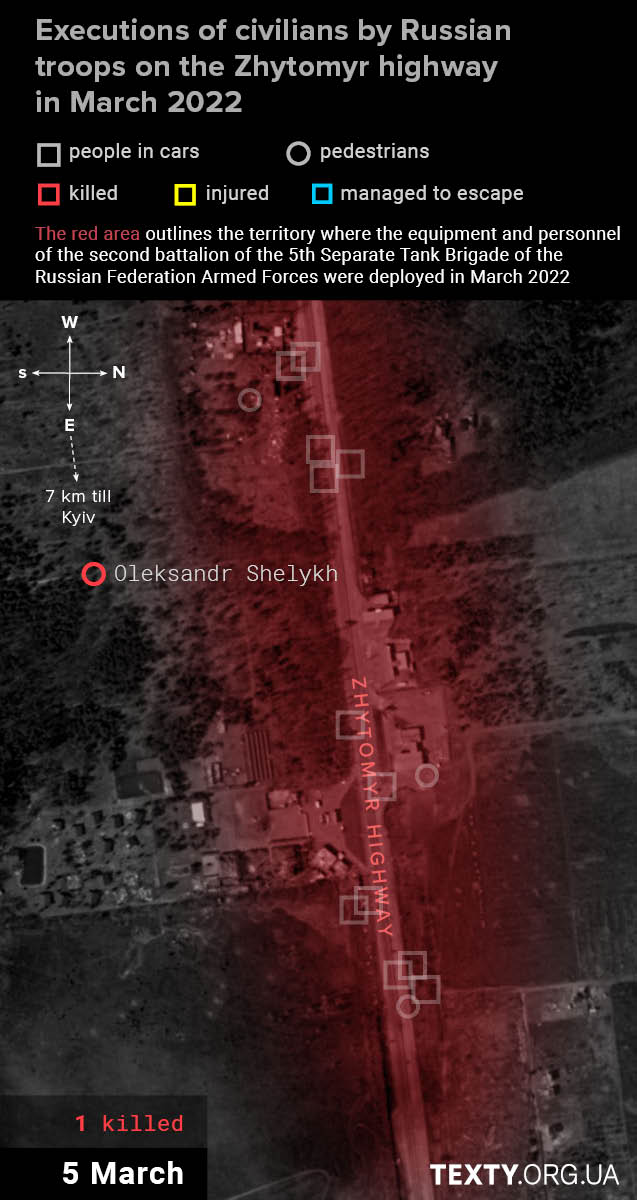 Executions of civilians by Russian
troops on the Zhytomyr highway
in March 2022
people in cars
pedestrians
killed
injured
managed to escape
The red area outlines the territory where the equipment and personnel
of the second battalion of the 5th Separate Tank Brigade of the
Russian Federation Armed Forces were deployed in March 2022
W
s
N
E
7 km till
Kyiv
Oleksandr Shelykh
ZHYTOMYR HIGHWAY
1 killed
5 March
TEXTY.ORG.UA